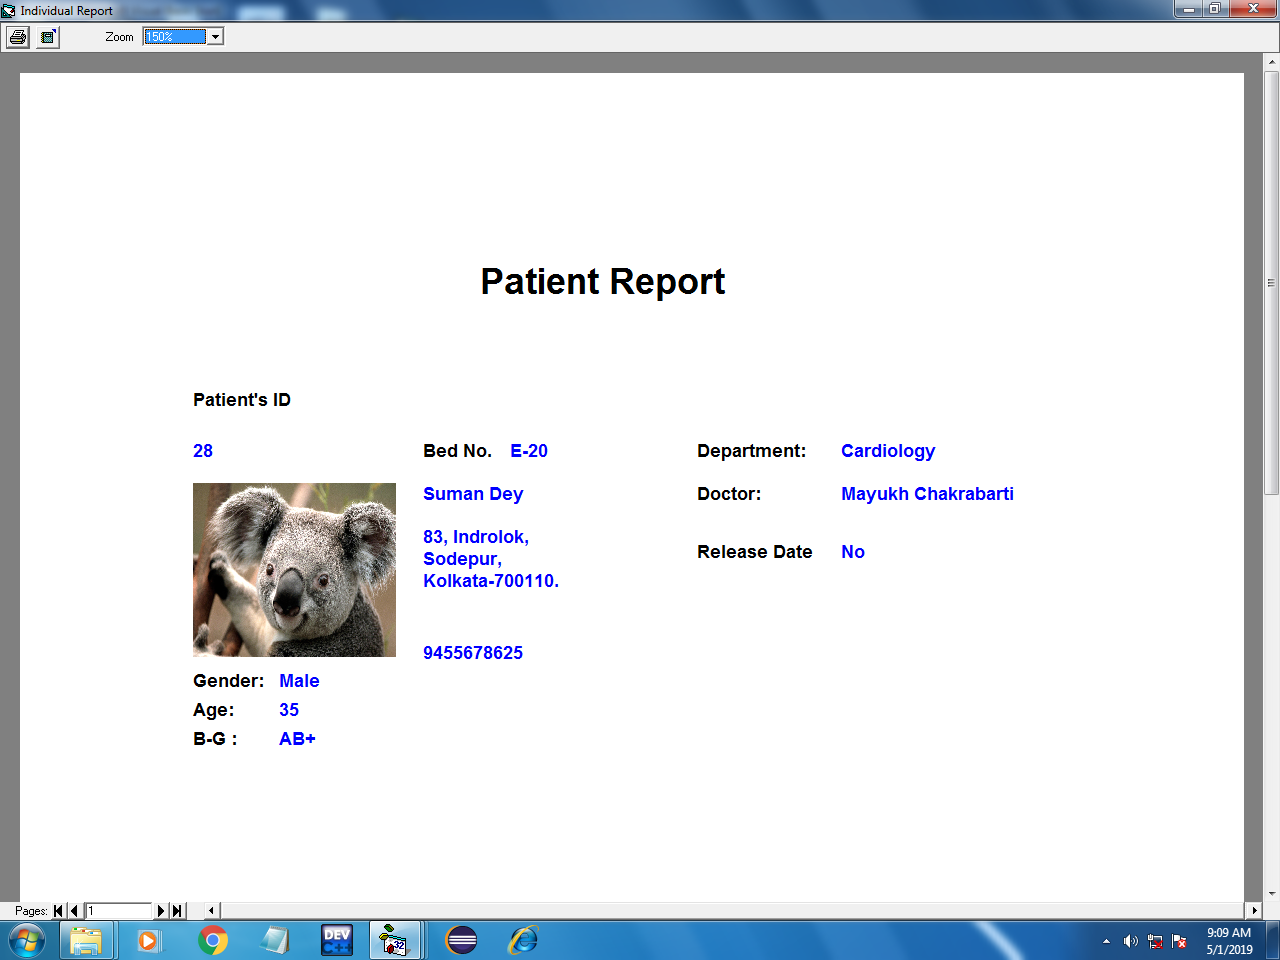 Individual Report
Zoom 150%
Patient Report
Patient's ID
28 Bed No. E-20 Department: Cardiology
Suman Dey Doctor: Mayukh Chakrabarti
83, Indrolok,
Sodepur,
Kolkata-700110.
Release Date No
9455678625
Gender: Male
Age: 35
B-G : AB+
Pages: 1
DEV
C++
32
9:09 AM
5/1/2019